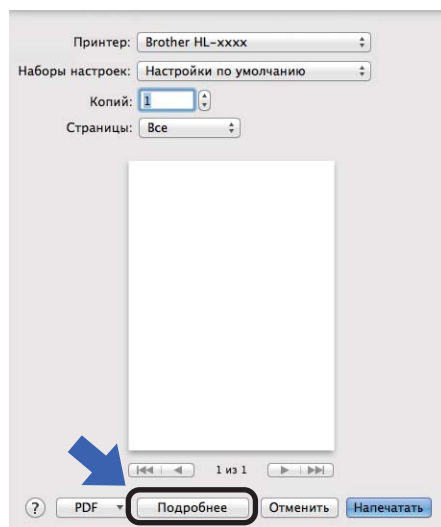 Принтер: Brother HL-xxxx
Наборы настроек: Настройки по умолчанию
Копий: 1
Страницы: Все
1 из 1
? PDF Подробнее Отменить Напечатать